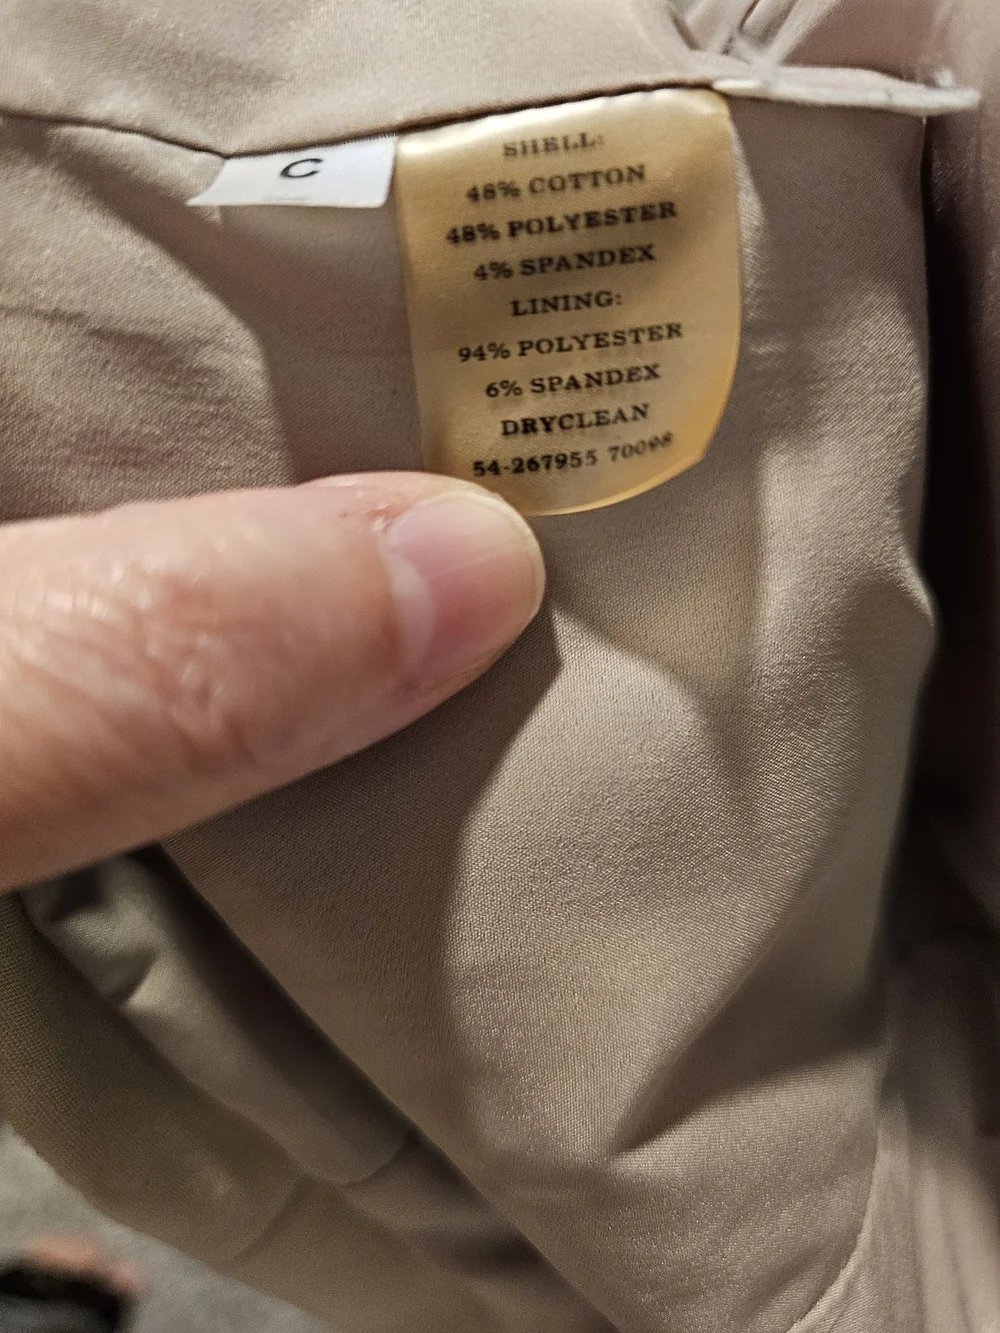 C
SHELL:
48% COTTON
48% POLYESTER
4% SPANDEX
LINING:
94% POLYESTER
6% SPANDEX
DRYCLEAN
54-267955 70098